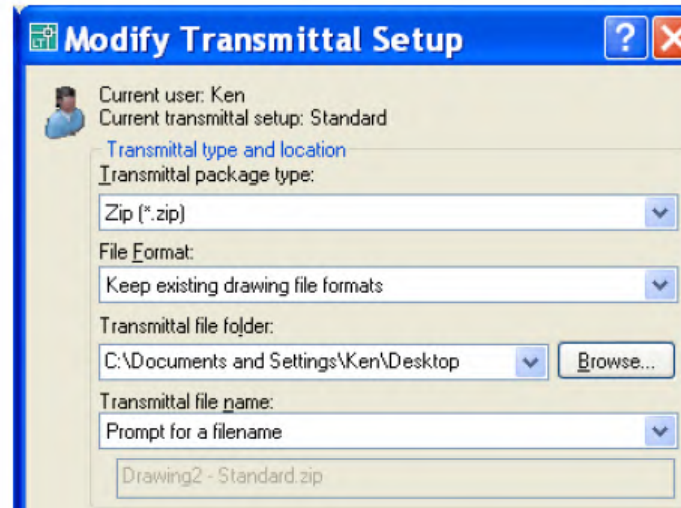 LT
Modify Transmittal Setup
?
Current user: Ken
Current transmittal setup: Standard
Transmittal type and location
Transmittal package type:
Zip (*.zip)
File Format:
Keep existing drawing file formats
Transmittal file folder:
C:\Documents and Settings\Ken\Desktop
Browse...
Transmittal file name:
Prompt for a filename
Drawing2 - Standard.zip